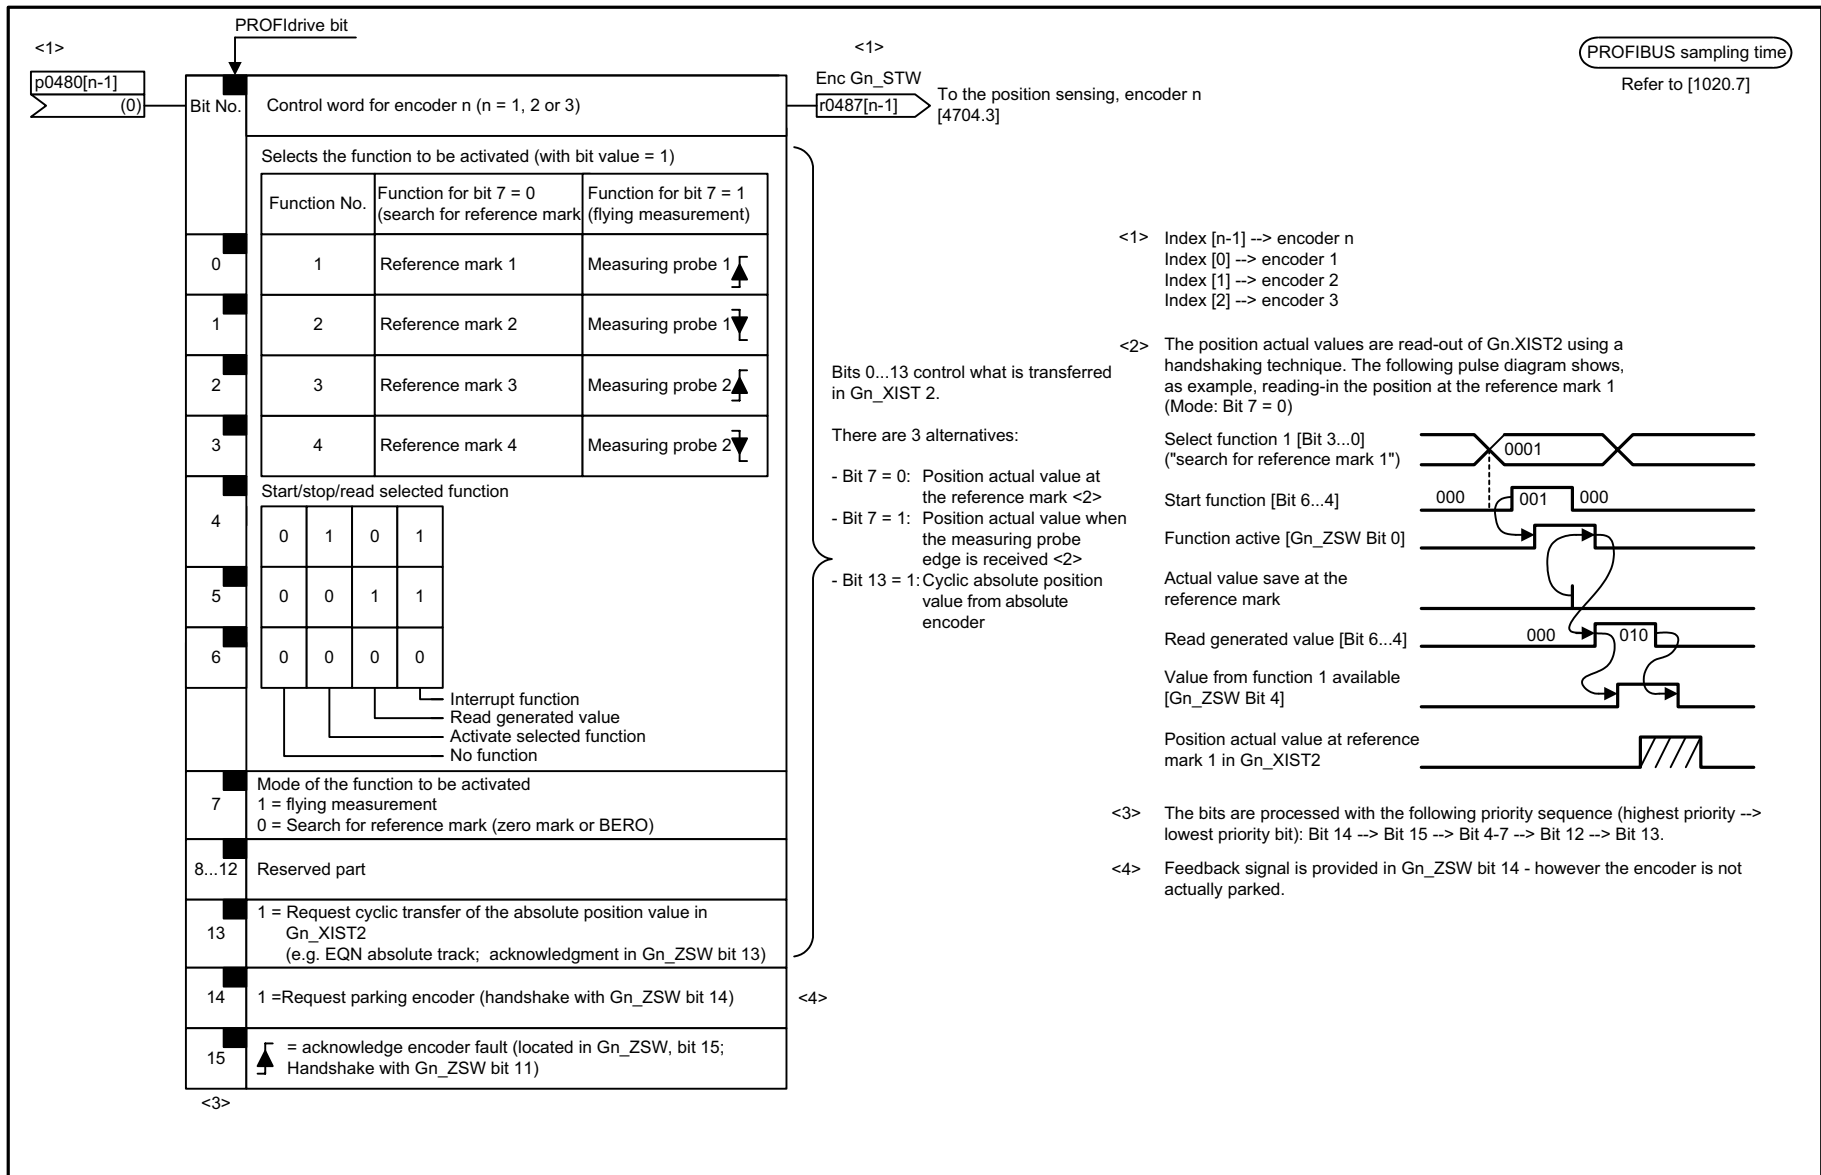 PROFIdrive bit
<1>
p0480[n-1]
(0)
Bit No.
Control word for encoder n (n = 1, 2 or 3)
<1>
Enc Gn_STW
r0487[n-1]
To the position sensing, encoder n
[4704.3]
PROFIBUS sampling time
Refer to [1020.7]
Selects the function to be activated (with bit value = 1)
Function No.
Function for bit 7 = 0
(search for reference mark
Function for bit 7 = 1
(flying measurement)
0
1
Reference mark 1
Measuring probe 1
1
2
Reference mark 2
Measuring probe 1
2
3
Reference mark 3
Measuring probe 2
3
4
Reference mark 4
Measuring probe 2
Start/stop/read selected function
4
0 1 0 1
5
0 0 1 1
6
0 0 0 0
Interrupt function
Read generated value
Activate selected function
No function
7
Mode of the function to be activated
1 = flying measurement
0 = Search for reference mark (zero mark or BERO)
8...12
Reserved part
13
1 = Request cyclic transfer of the absolute position value in
Gn_XIST2
(e.g. EQN absolute track; acknowledgment in Gn_ZSW bit 13)
14
1 =Request parking encoder (handshake with Gn_ZSW bit 14)
<4>
15
= acknowledge encoder fault (located in Gn_ZSW, bit 15;
Handshake with Gn_ZSW bit 11)
<3>
Bits 0...13 control what is transferred
in Gn_XIST 2.
There are 3 alternatives:
- Bit 7 = 0: Position actual value at
the reference mark <2>
- Bit 7 = 1: Position actual value when
the measuring probe
edge is received <2>
- Bit 13 = 1: Cyclic absolute position
value from absolute
encoder
<1> Index [n-1] --> encoder n
Index [0] --> encoder 1
Index [1] --> encoder 2
Index [2] --> encoder 3
<2> The position actual values are read-out of Gn.XIST2 using a
handshaking technique. The following pulse diagram shows,
as example, reading-in the position at the reference mark 1
(Mode: Bit 7 = 0)
Select function 1 [Bit 3...0]
("search for reference mark 1")
0001
Start function [Bit 6...4]
000 001 000
Function active [Gn_ZSW Bit 0]
Actual value save at the
reference mark
Read generated value [Bit 6...4]
000 010
Value from function 1 available
[Gn_ZSW Bit 4]
Position actual value at reference
mark 1 in Gn_XIST2
<3> The bits are processed with the following priority sequence (highest priority -->
lowest priority bit): Bit 14 --> Bit 15 --> Bit 4-7 --> Bit 12 --> Bit 13.
<4> Feedback signal is provided in Gn_ZSW bit 14 - however the encoder is not
actually parked.